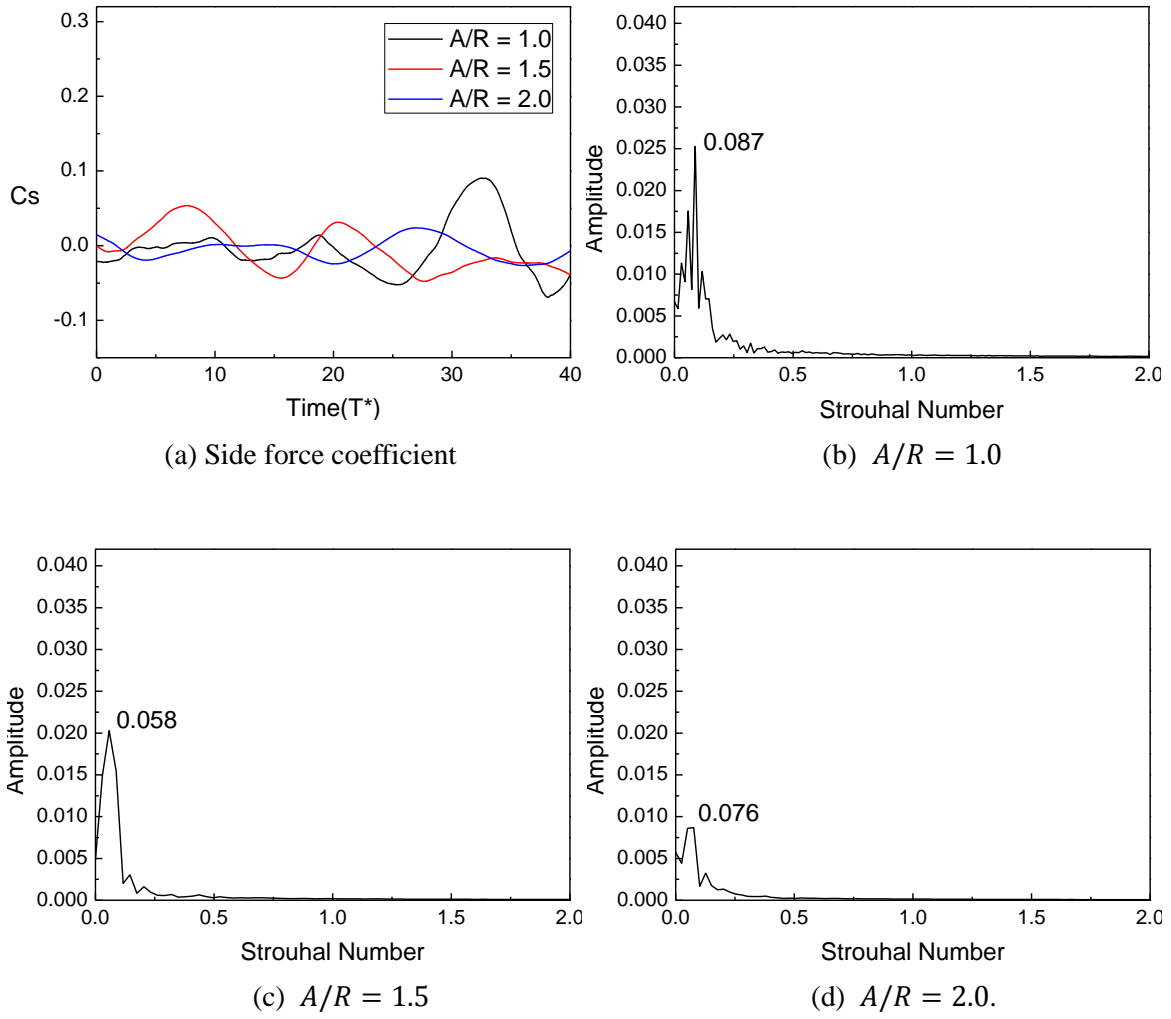 0.3
0.2
0.1
0.0
-0.1
Cs
A/R = 1.0
A/R = 1.5
A/R = 2.0
0 10 20 30 40
Time(T*)
(a) Side force coefficient
0.040
0.035
0.030
0.025
0.020
0.015
0.010
0.005
0.000
Amplitude
0.087
0.0 0.5 1.0 1.5 2.0
Strouhal Number
(b) A/R = 1.0
0.040
0.035
0.030
0.025
0.020
0.015
0.010
0.005
0.000
Amplitude
0.058
0.0 0.5 1.0 1.5 2.0
Strouhal Number
(c) A/R = 1.5
0.040
0.035
0.030
0.025
0.020
0.015
0.010
0.005
0.000
Amplitude
0.076
0.0 0.5 1.0 1.5 2.0
Strouhal Number
(d) A/R = 2.0.